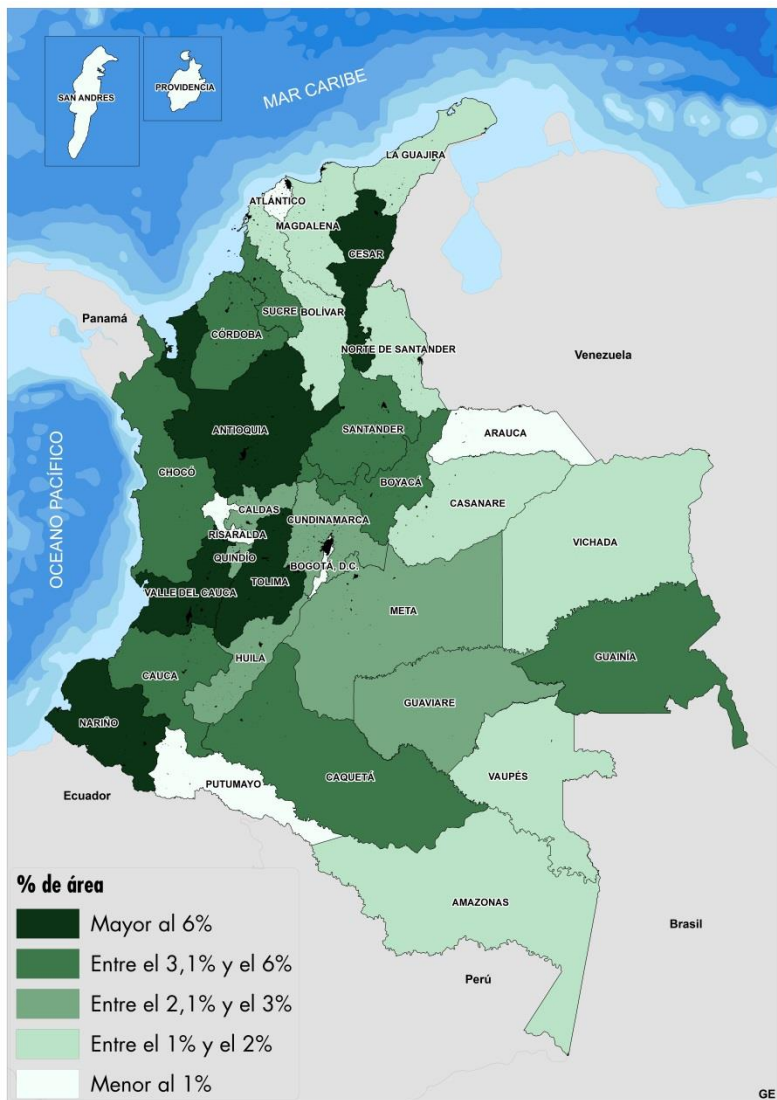 SAN ANDRES
PROVIDENCIA
MAR CARIBE
LA GUAJIRA
ATLÁNTICO
MAGDALENA
CESAR
Panamá
SUCRE
BOLÍVAR
CÓRDOBA
NORTE DE SANTANDER
Venezuela
ANTIOQUIA
SANTANDER
ARAUCA
OCEANO PACÍFICO
CHOCÓ
BOYACÁ
CASANARE
CALDAS
CUNDINAMARCA
RISARALDA
VICHADA
QUINDÍO
BOGOTÁ, D.C.
TOLIMA
VALLE DEL CAUCA
META
HUILA
GUAINÍA
CAUCA
GUAVIARE
NARIÑO
PUTUMAYO
CAQUETÁ
VAUPÉS
Ecuador
AMAZONAS
Brasil
Perú
% de área
Mayor al 6%
Entre el 3,1% y el 6%
Entre el 2,1% y el 3%
Entre el 1% y el 2%
Menor al 1%
GE